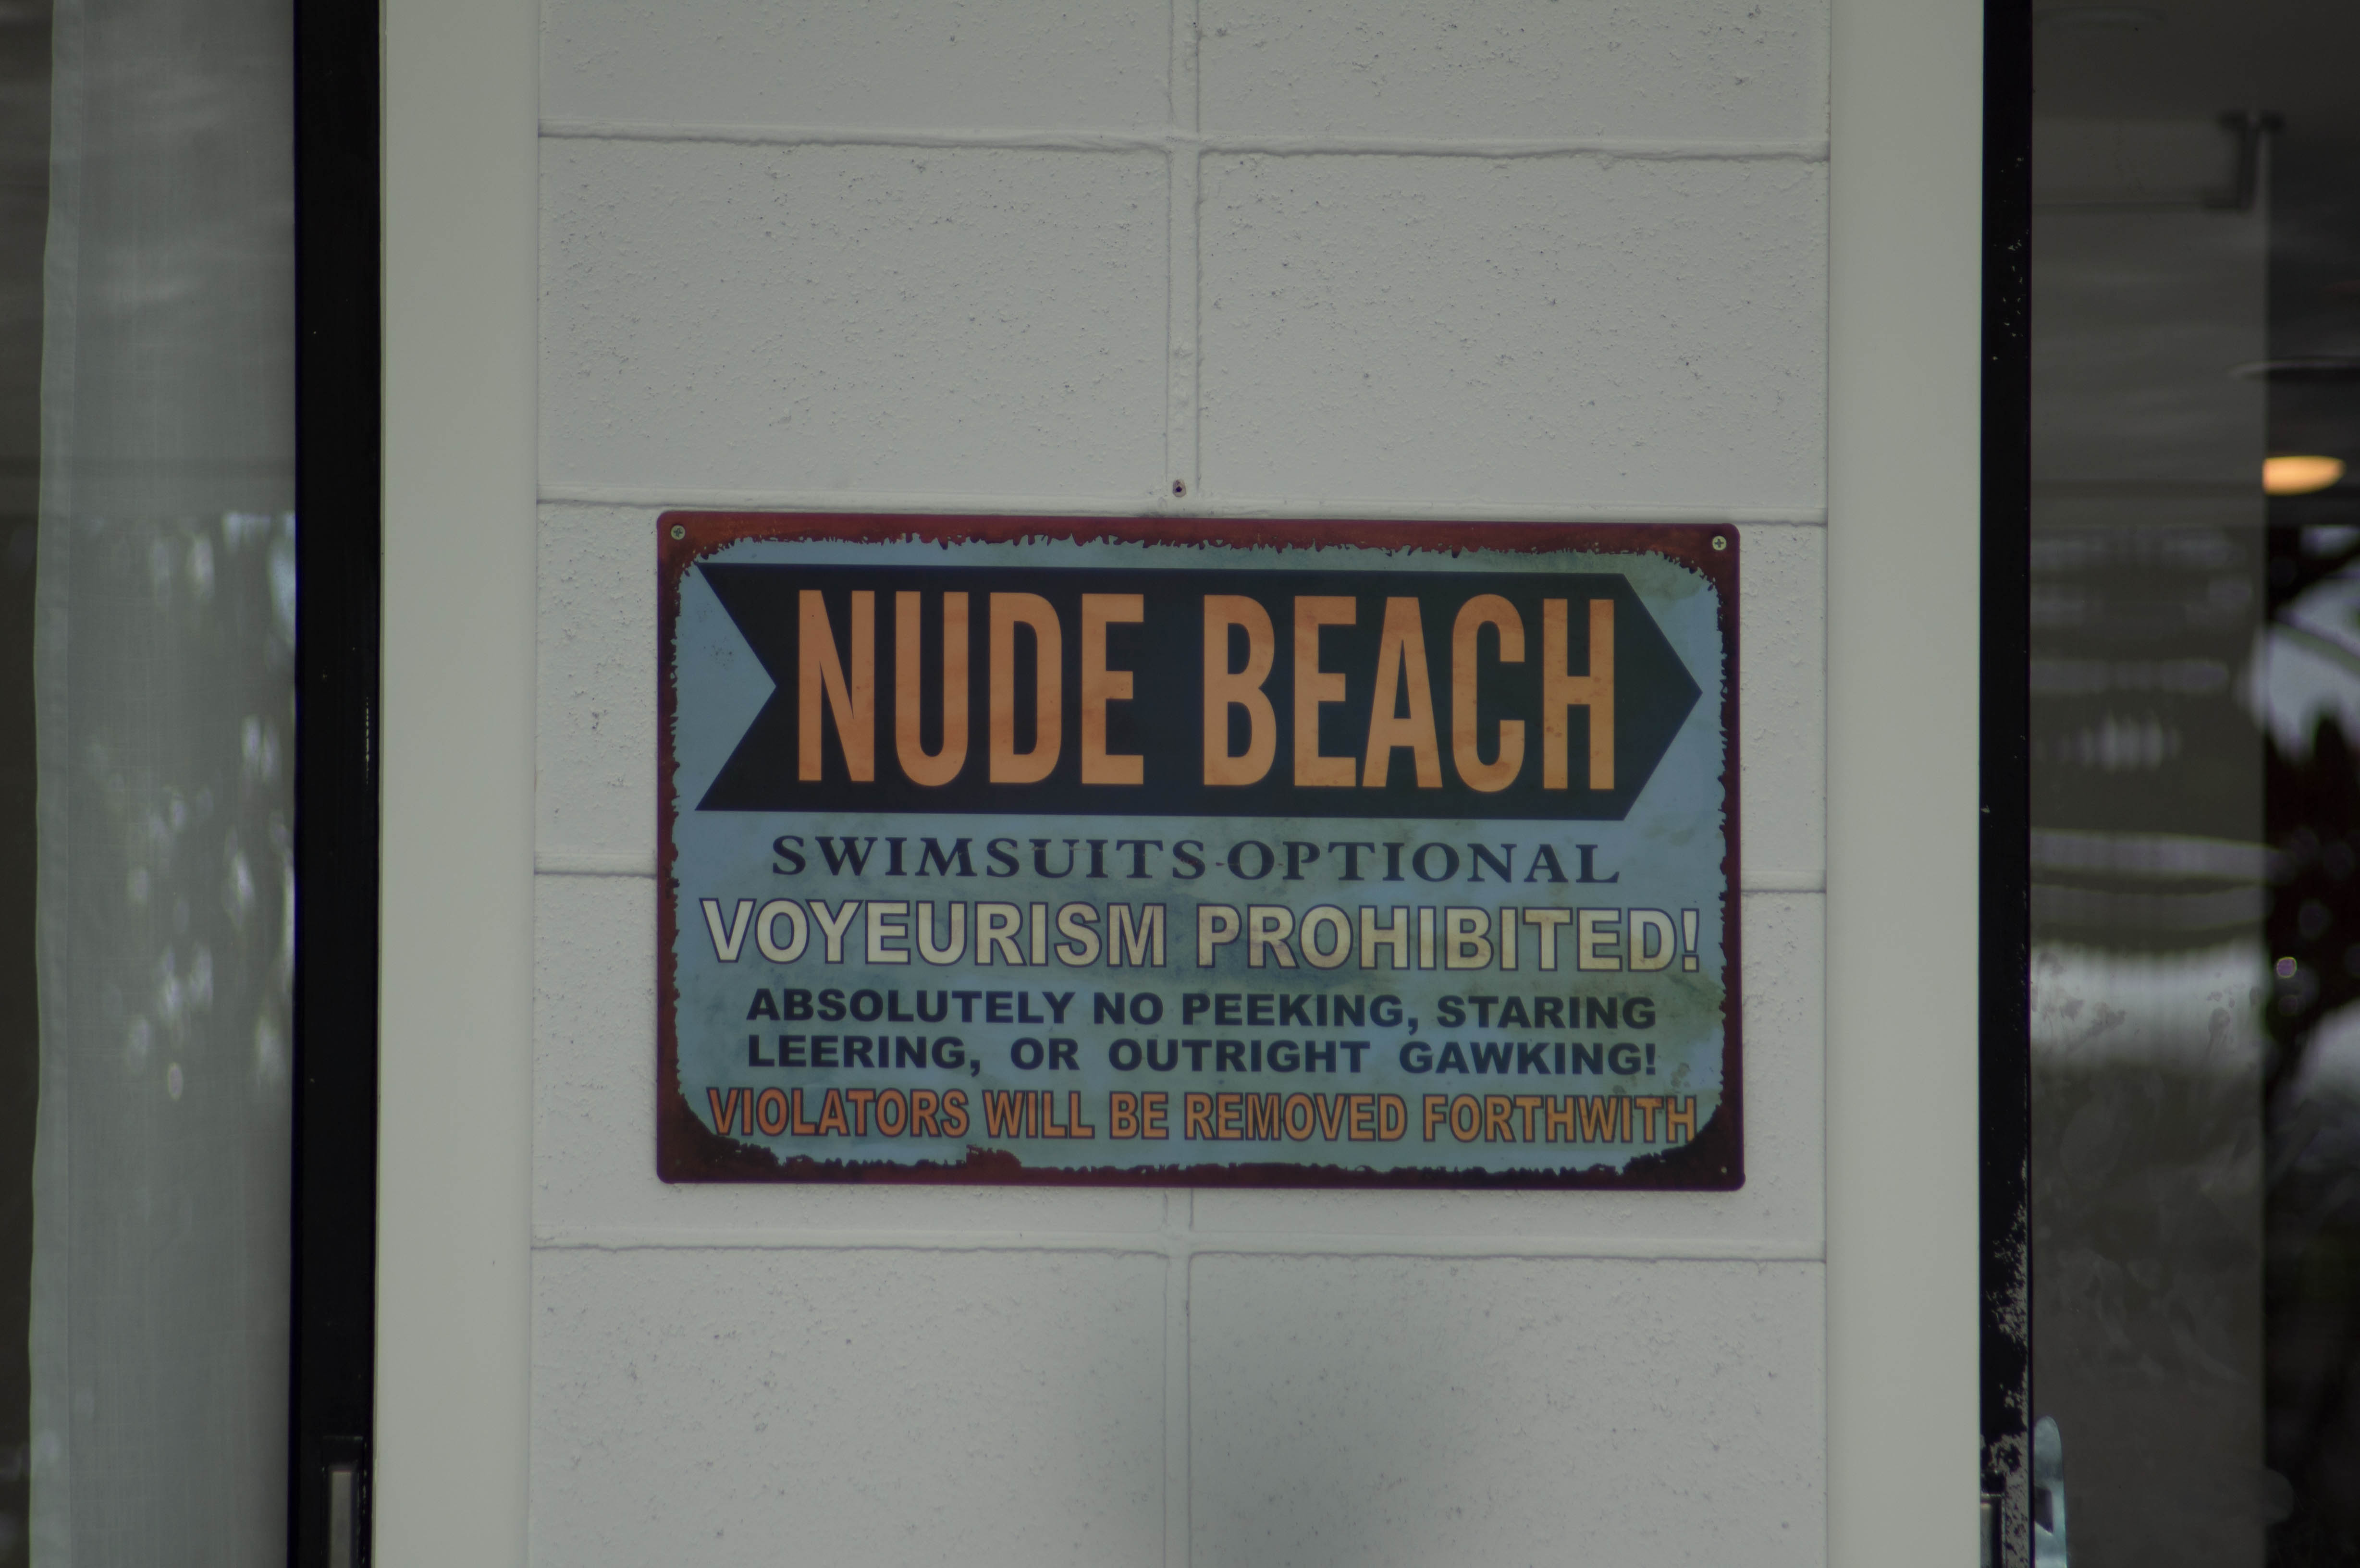 NUDE BEACH
SWIMSUITS-OPTIONAL
VOYEURISM PROHIBITED!
ABSOLUTELY NO PEEKING, STARING
LEERING, OR OUTRIGHT GAWKING!
VIOLATORS WILL BE REMOVED FORTHWITH